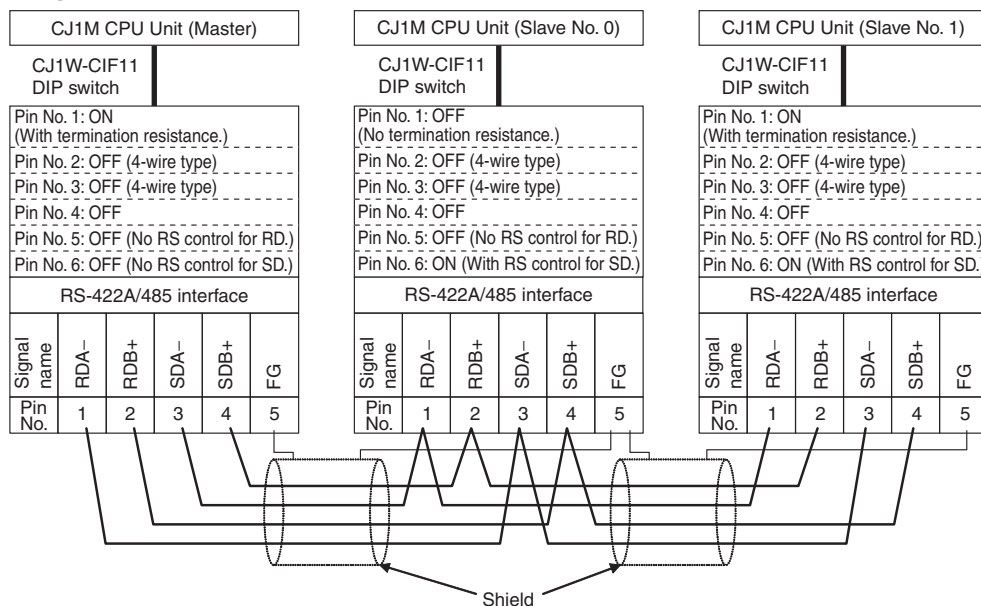 CJ1M CPU Unit (Master)
CJ1W-CIF11
DIP switch
Pin No. 1: ON
(With termination resistance.)
Pin No. 2: OFF (4-wire type)
Pin No. 3: OFF (4-wire type)
Pin No. 4: OFF
Pin No. 5: OFF (No RS control for RD.)
Pin No. 6: OFF (No RS control for SD.)
RS-422A/485 interface
Signal name RDA− RDB+ SDA− SDB+ FG
Pin No. 1 2 3 4 5
CJ1M CPU Unit (Slave No. 0)
CJ1W-CIF11
DIP switch
Pin No. 1: OFF
(No termination resistance.)
Pin No. 2: OFF (4-wire type)
Pin No. 3: OFF (4-wire type)
Pin No. 4: OFF
Pin No. 5: OFF (No RS control for RD.)
Pin No. 6: ON (With RS control for SD.)
RS-422A/485 interface
Signal name RDA− RDB+ SDA− SDB+ FG
Pin No. 1 2 3 4 5
CJ1M CPU Unit (Slave No. 1)
CJ1W-CIF11
DIP switch
Pin No. 1: ON
(With termination resistance.)
Pin No. 2: OFF (4-wire type)
Pin No. 3: OFF (4-wire type)
Pin No. 4: OFF
Pin No. 5: OFF (No RS control for RD.)
Pin No. 6: ON (With RS control for SD.)
RS-422A/485 interface
Signal name RDA− RDB+ SDA− SDB+ FG
Pin No. 1 2 3 4 5
Shield